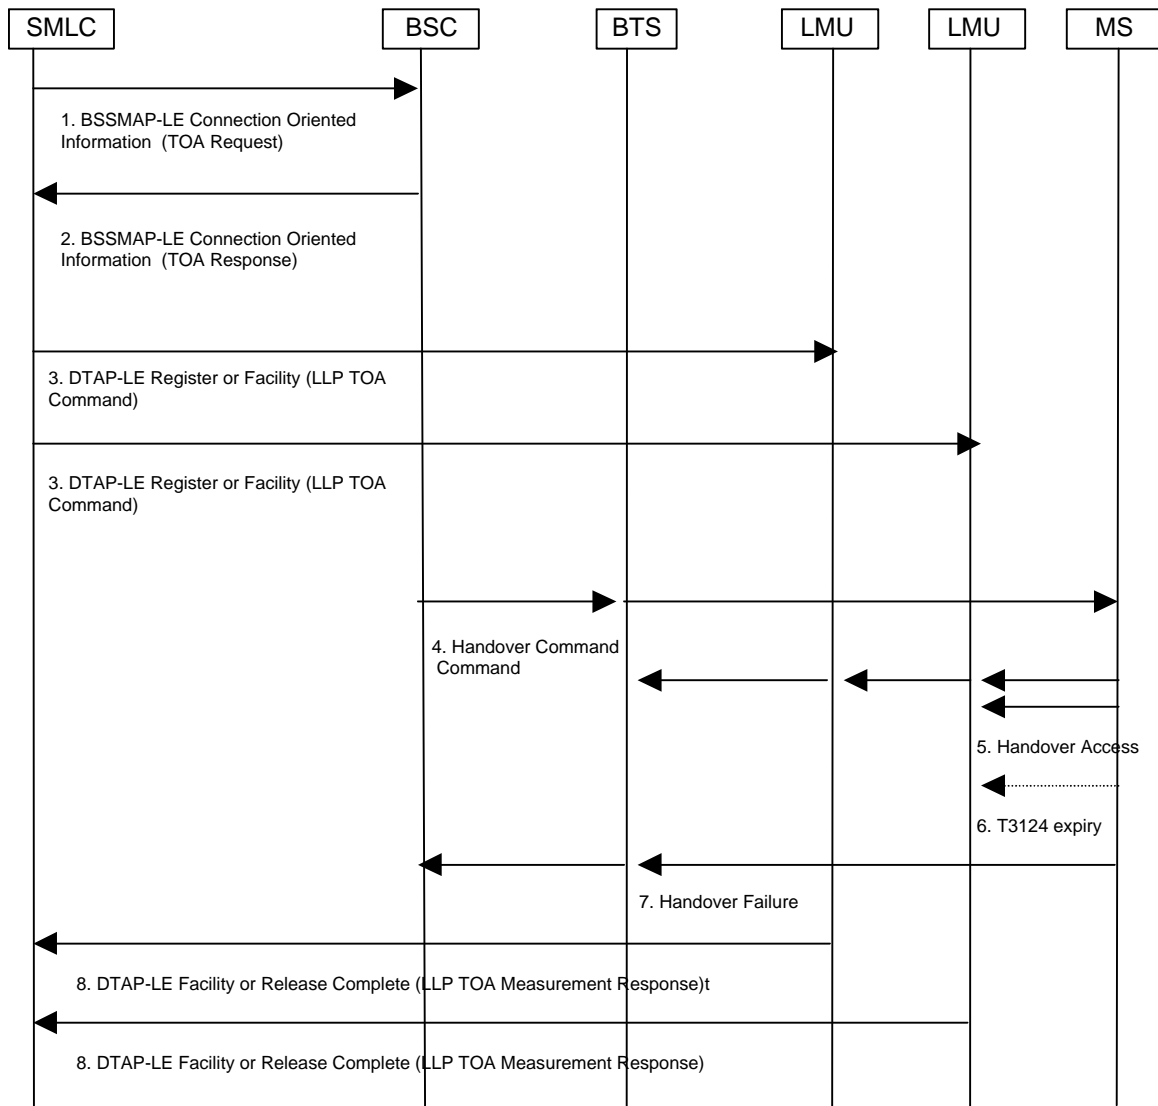 SMLC
BSC
BTS
LMU
LMU
MS
1. BSSMAP-LE Connection Oriented
Information (TOA Request)
2. BSSMAP-LE Connection Oriented
Information (TOA Response)
3. DTAP-LE Register or Facility (LLP TOA
Command)
3. DTAP-LE Register or Facility (LLP TOA
Command)
4. Handover Command
Command
5. Handover Access
6. T3124 expiry
7. Handover Failure
8. DTAP-LE Facility or Release Complete (LLP TOA Measurement Response)t
8. DTAP-LE Facility or Release Complete (LLP TOA Measurement Response)